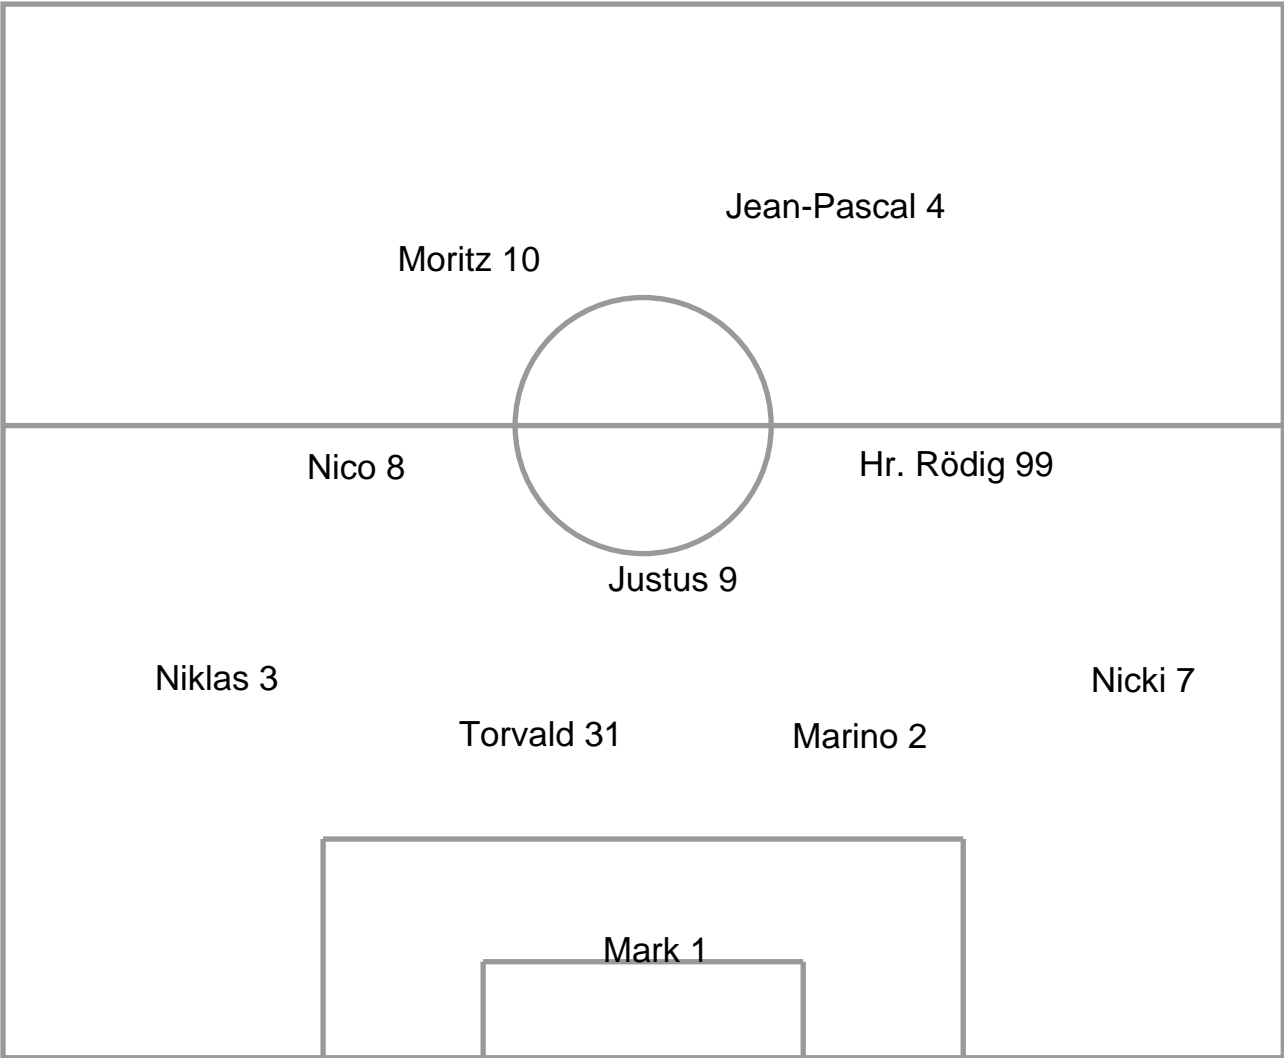 Jean-Pascal 4
Moritz 10
Nico 8
Hr. Rödig 99
Justus 9
Niklas 3
Nicki 7
Torvald 31
Marino 2
Mark 1